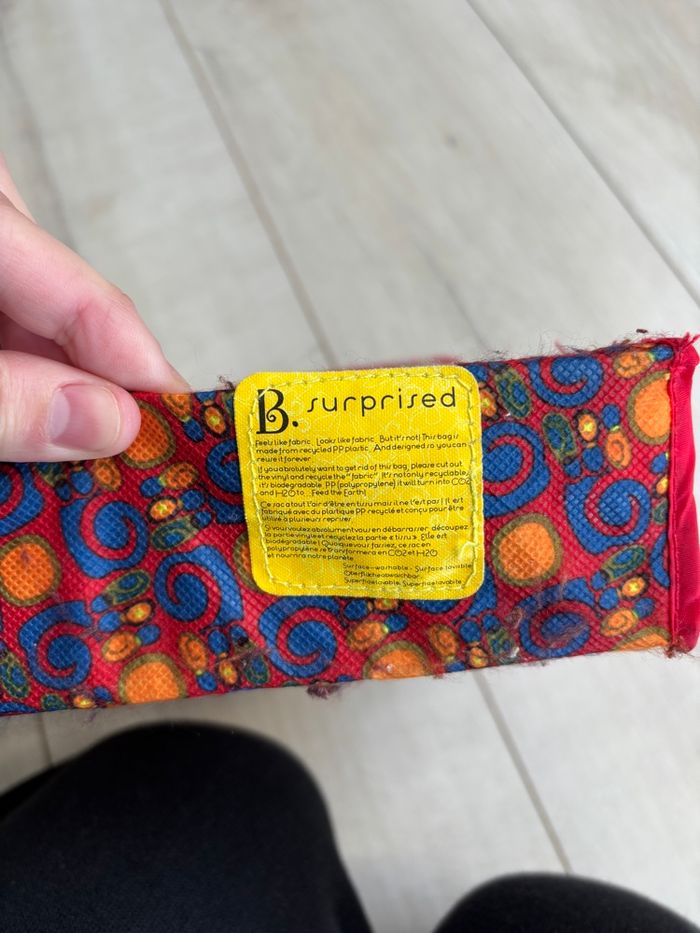 B. surprised
Feels like fabric. Looks like fabric. But it's not! This bag is
made from recycled PP plastic. And designed so you can
reuse it forever.
If you absolutely want to get rid of this bag, please cut out
the vinyl and recycle the "fabric". It's not only recyclable,
it's biodegradable. PP (polypropylene) it will turn into CO2
and H2O to... Feed the Earth!
Ce sac a tout l'air d'être en tissu mais il ne l'est pas! Il est
fabriqué avec du plastique PP recyclé et conçu pour être
utilisé à plusieurs reprises.
Si vous voulez absolument vous en débarrasser, découpez
la partie vinyle et recyclez la partie « tissu ». Elle est
biodégradable! Quoi que vous fassiez, ce sac en
polypropylène se transformera en CO2 et H2O
et nourrira notre planète.
Surface-washable · Surface lavable
Oberflächeabwaschbar
Superficie lavable. Superficie lavable